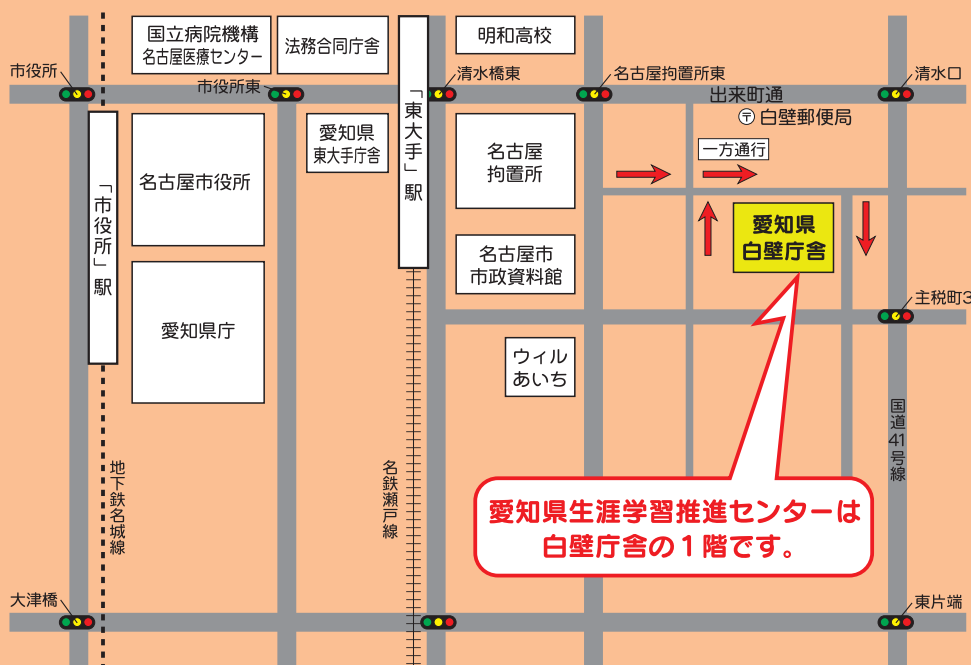 国立病院機構
名古屋医療センター
法務合同庁舎
明和高校
市役所
市役所東
清水橋東
名古屋拘置所東
清水口
出来町通
〒白壁郵便局
一方通行
「東大手」駅
愛知県
東大手庁舎
名古屋
拘置所
名古屋市役所
「市役所」駅
愛知県
白壁庁舎
名古屋市
市政資料館
主税町3
愛知県庁
ウィル
あいち
国道41号線
地下鉄名城線
名鉄瀬戸線
愛知県生涯学習推進センターは
白壁庁舎の1階です。
大津橋
東片端